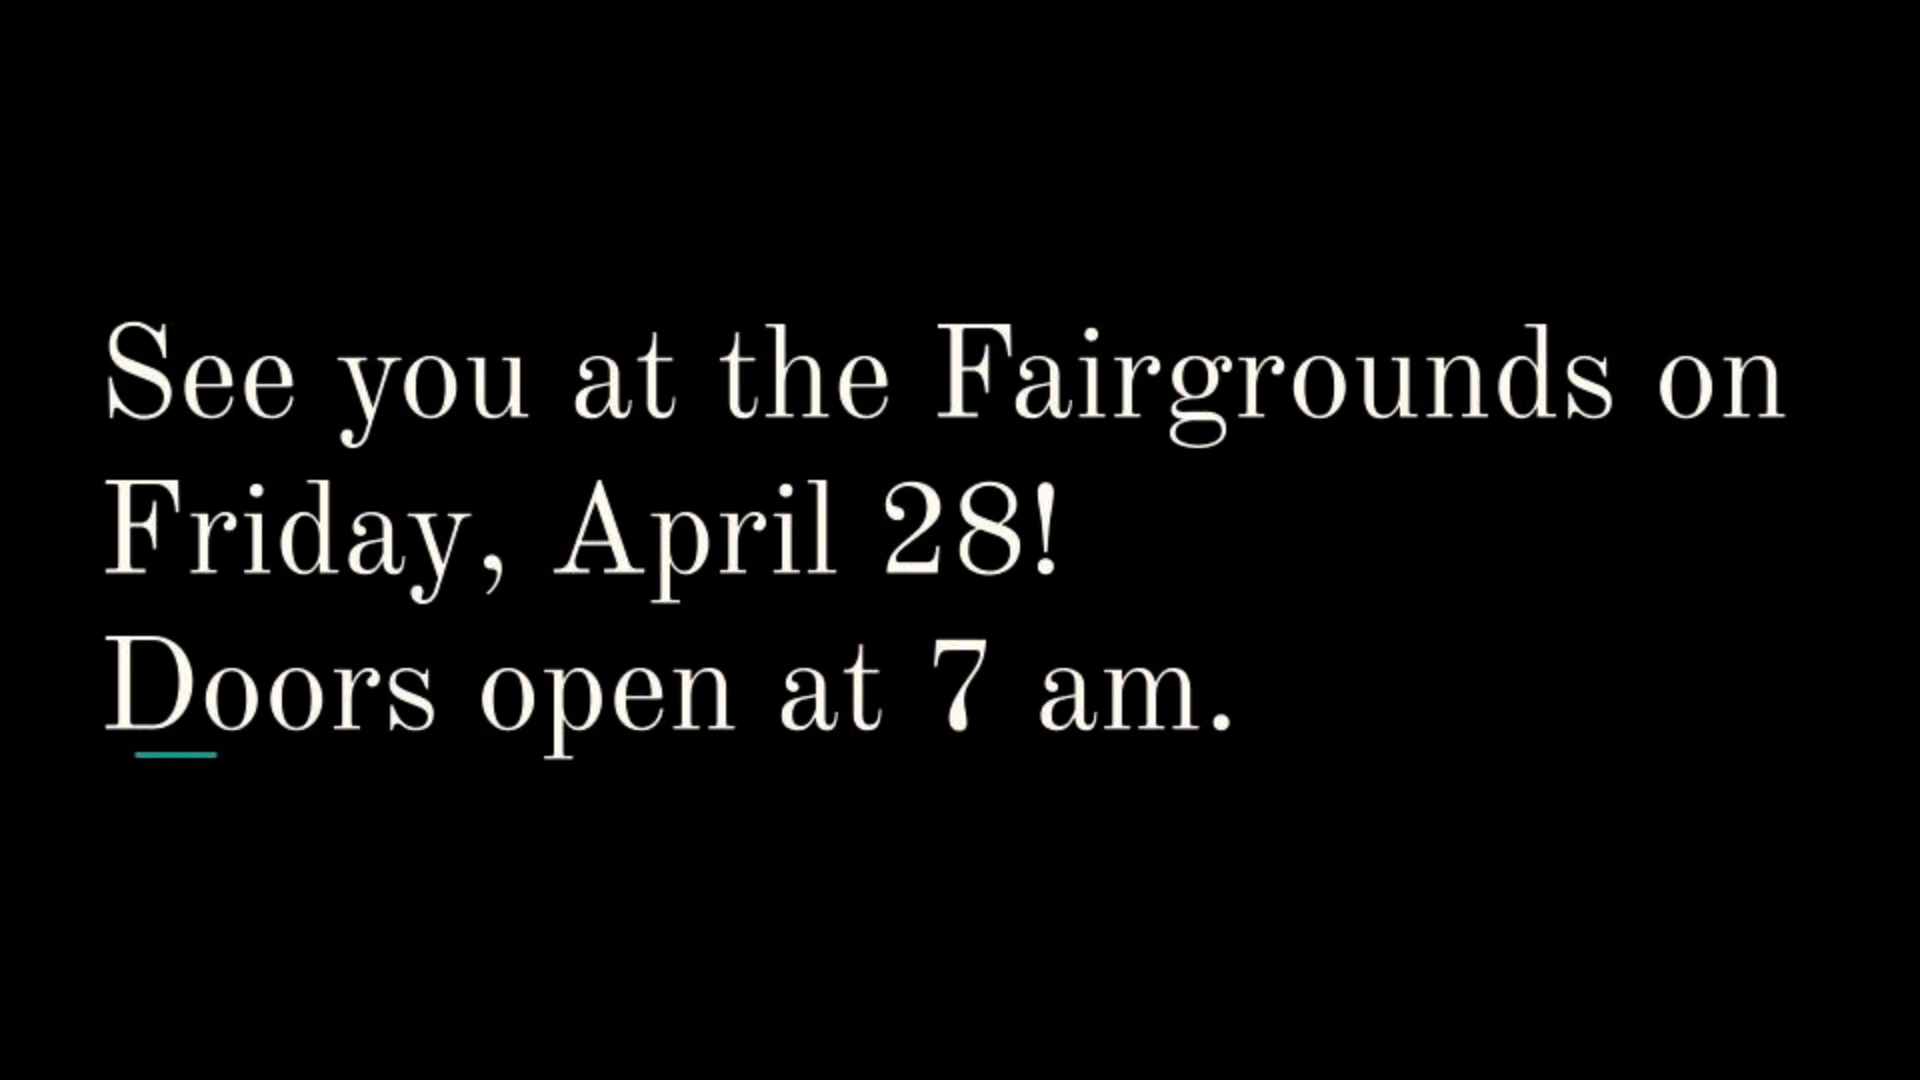 See you at the Fairgrounds on
Friday, April 28!
Doors open at 7 am.